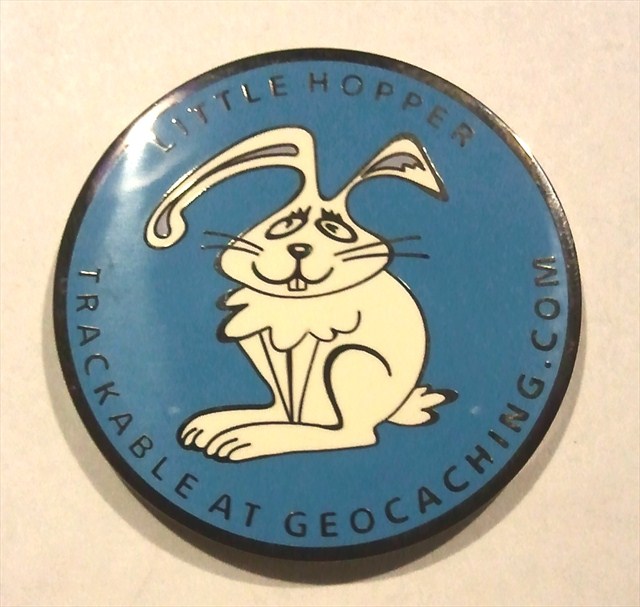 LITTLE HOPPER
TRACKABLE AT GEOCACHING.COM